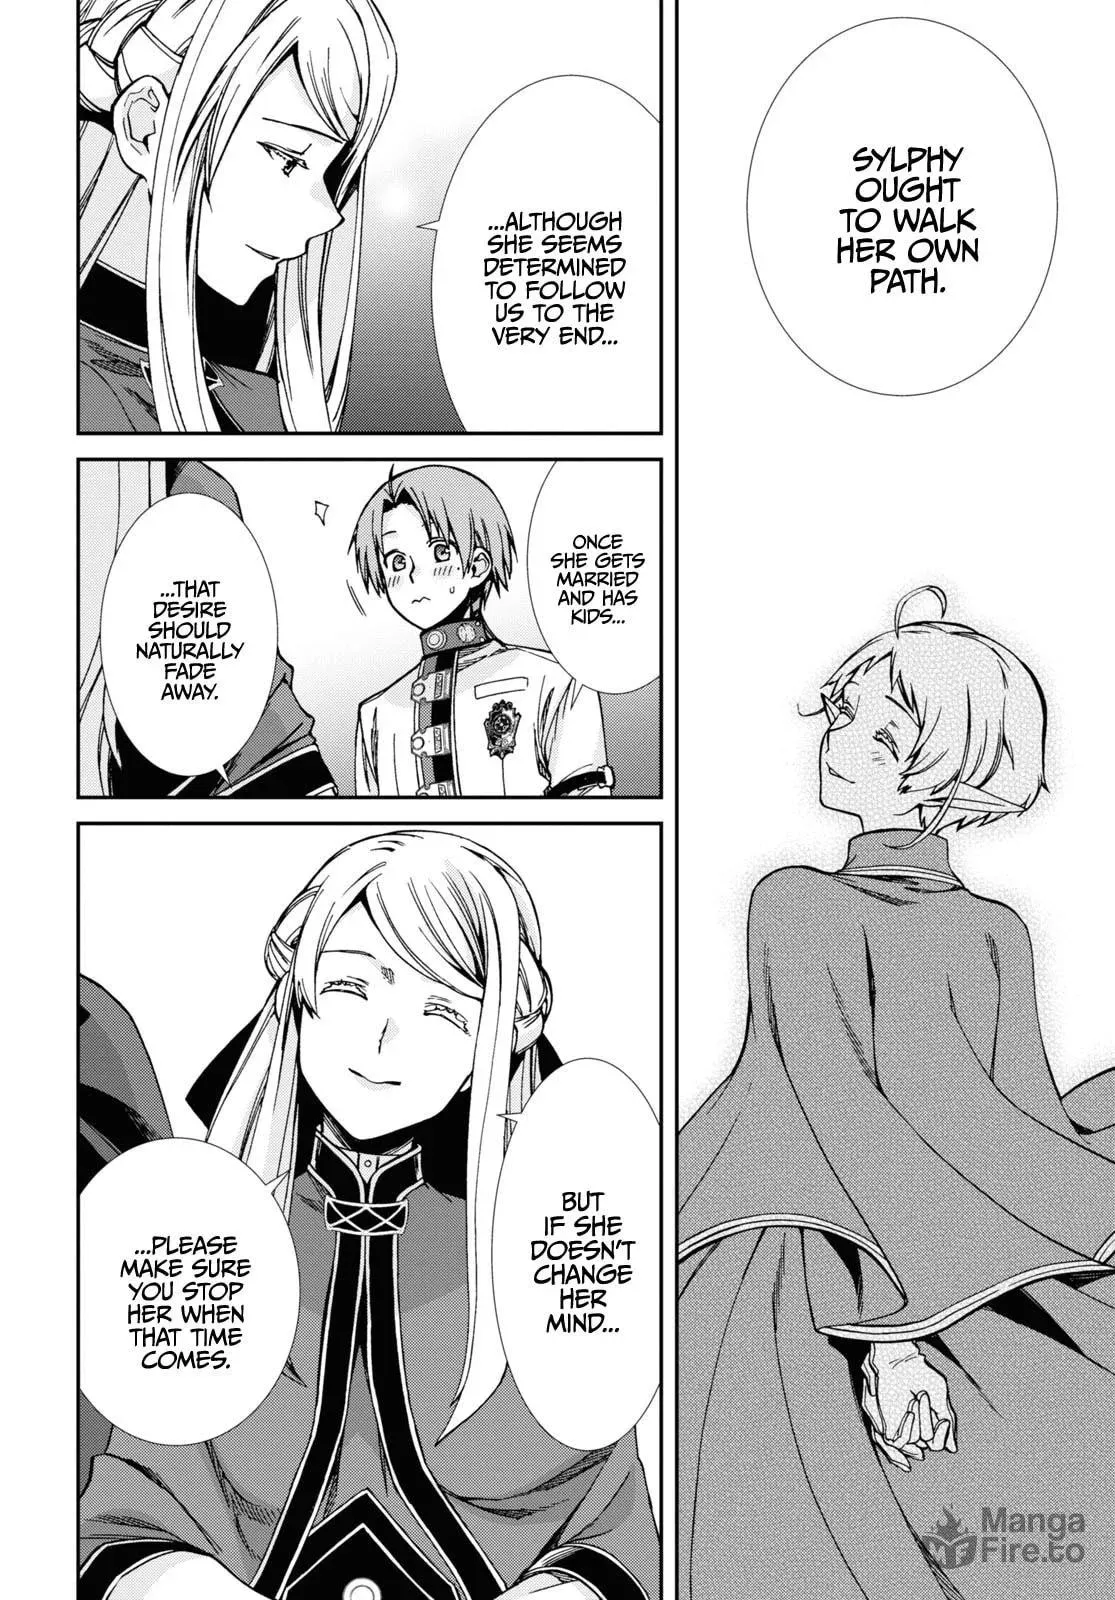 SYLPHY
OUGHT
TO WALK
HER OWN
PATH.
...ALTHOUGH
SHE SEEMS
DETERMINED
TO FOLLOW
US TO THE
VERY END...
ONCE
SHE GETS
MARRIED
AND HAS
KIDS...
...THAT
DESIRE
SHOULD
NATURALLY
FADE
AWAY.
BUT
IF SHE
DOESN'T
CHANGE
HER
MIND...
...PLEASE
MAKE SURE
YOU STOP
HER WHEN
THAT TIME
COMES.
MF
Manga
Fire.to